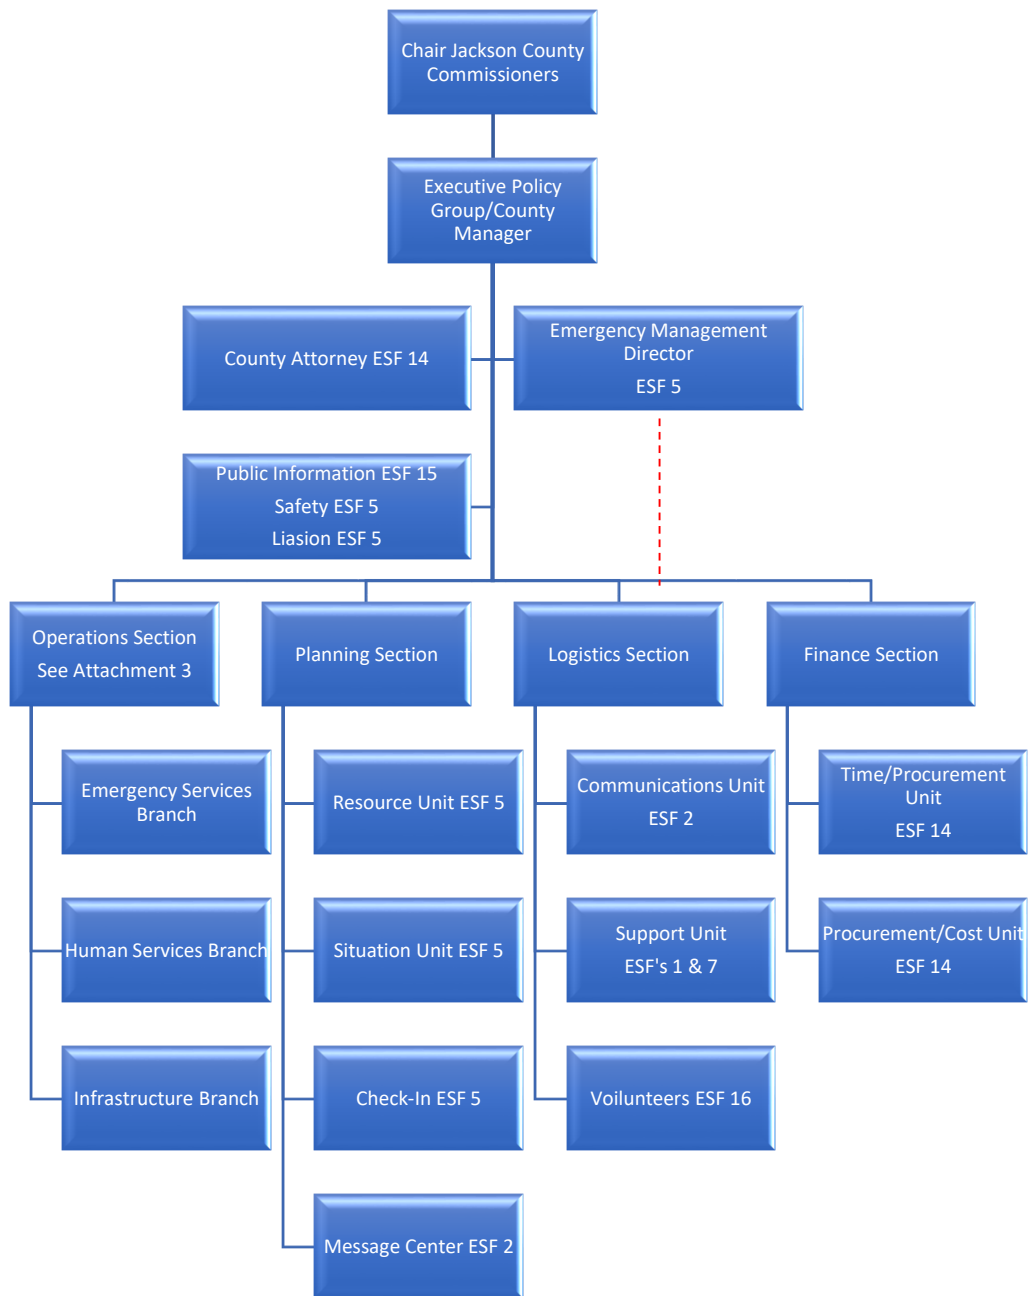 Chair Jackson County
Commissioners
Executive Policy
Group/County
Manager
County Attorney ESF 14
Emergency Management
Director
ESF 5
Public Information ESF 15
Safety ESF 5
Liasion ESF 5
Operations Section
See Attachment 3
Planning Section
Logistics Section
Finance Section
Emergency Services
Branch
Resource Unit ESF 5
Communications Unit
ESF 2
Time/Procurement
Unit
ESF 14
Human Services Branch
Situation Unit ESF 5
Support Unit
ESF's 1 & 7
Procurement/Cost Unit
ESF 14
Infrastructure Branch
Check-In ESF 5
Voilunteers ESF 16
Message Center ESF 2